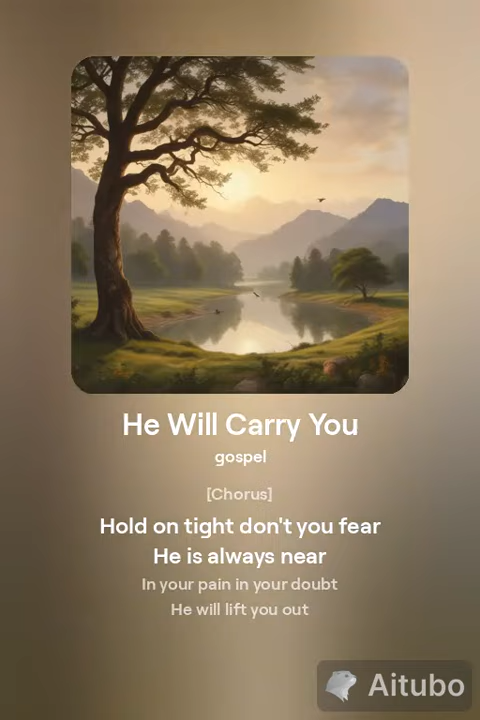 He Will Carry You
gospel
[Chorus]
Hold on tight don't you fear
He is always near
In your pain in your doubt
He will lift you out
Aitubo